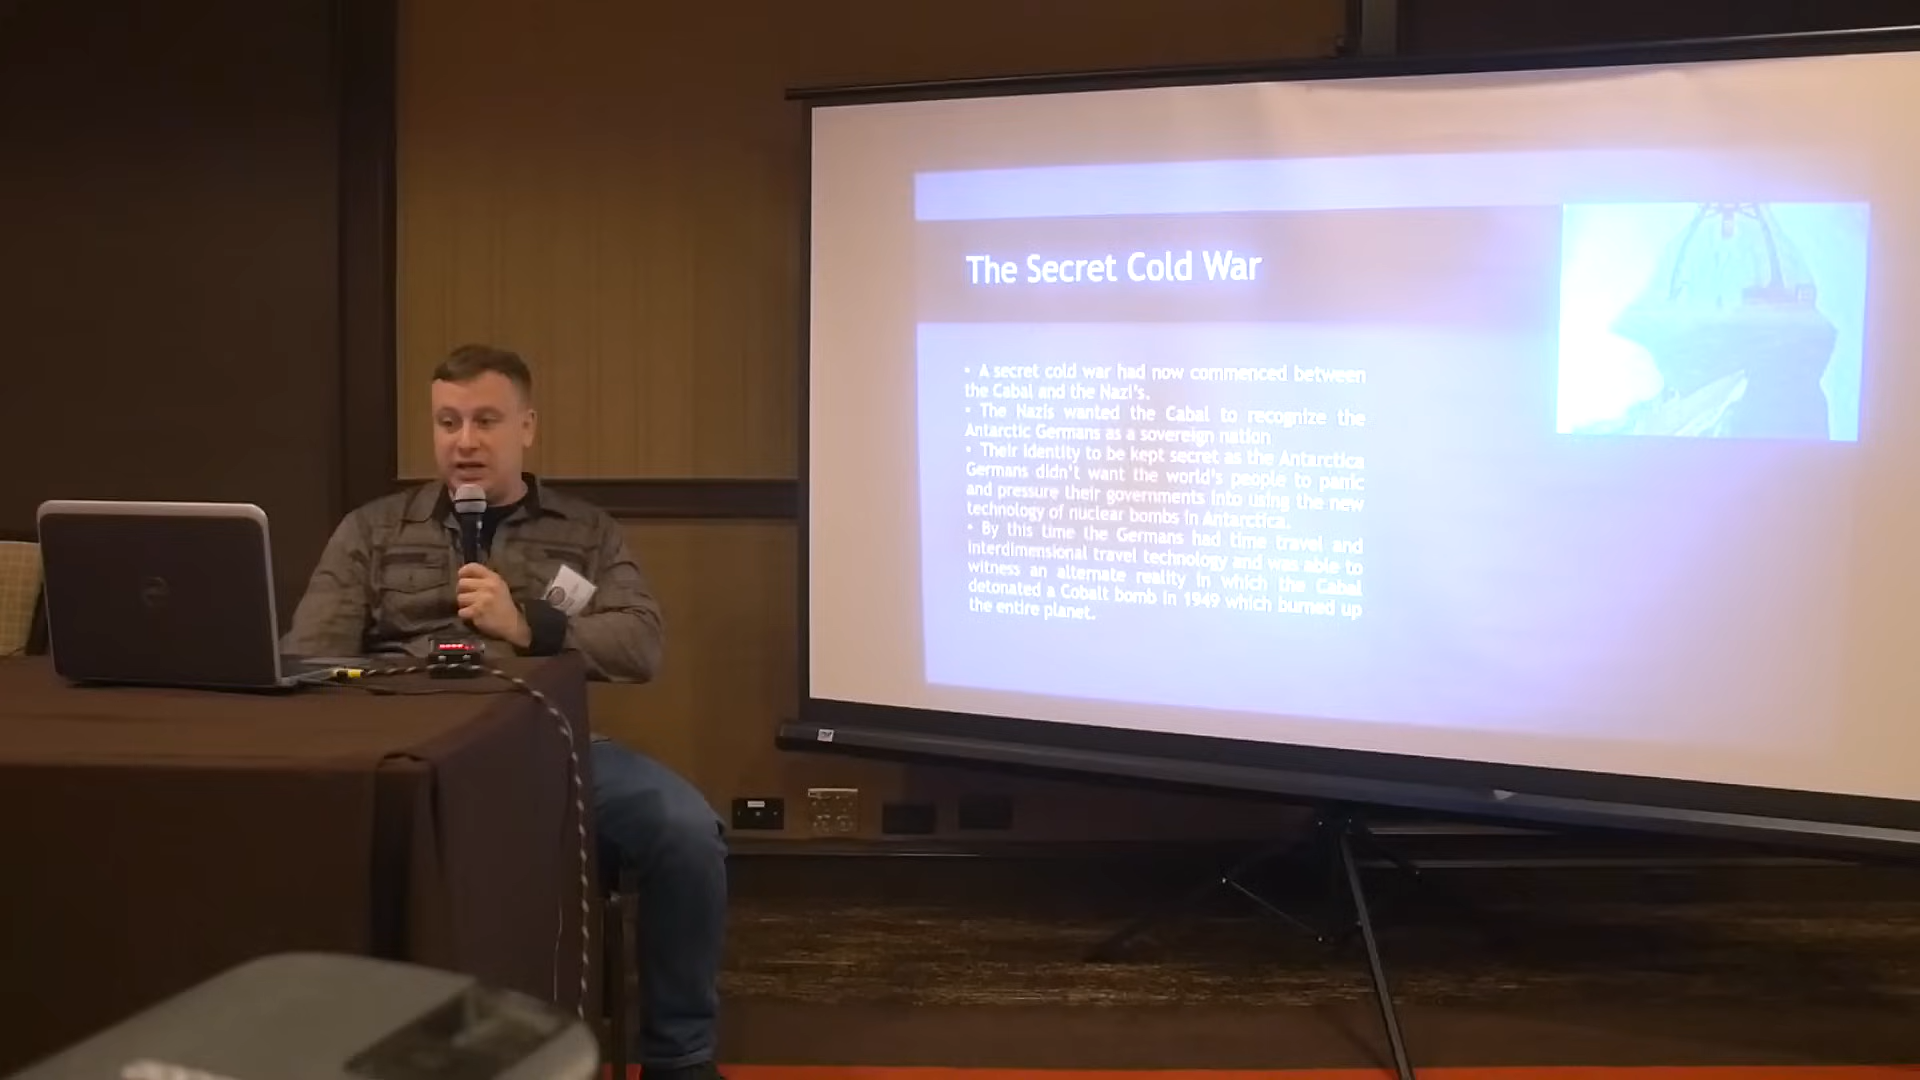 The Secret Cold War
• A secret cold war had now commenced between
the Cabal and the Nazi's.
• The Nazis wanted the Cabal to recognize the
Antarctic Germans as a sovereign nation
• Their identity to be kept secret as the Antarctica
Germans didn't want the world's people to panic
and pressure their governments into using the new
technology of nuclear bombs in Antarctica.
• By this time the Germans had time travel and
interdimensional travel technology and was able to
witness an alternate reality in which the Cabal
detonated a Cobalt bomb in 1949 which burned up
the entire planet.